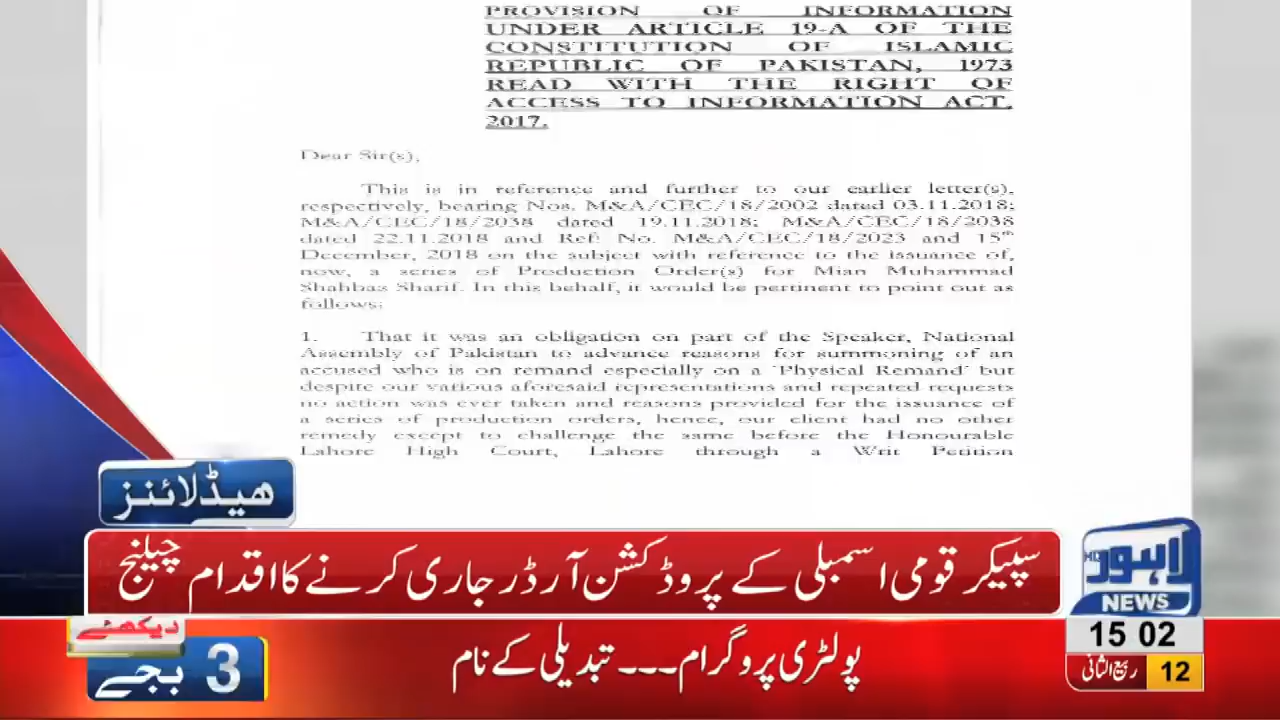 PROVISION OF INFORMATION
UNDER ARTICLE 19-A OF THE
CONSTITUTION OF ISLAMIC
REPUBLIC OF PAKISTAN, 1973
READ WITH THE RIGHT OF
ACCESS TO INFORMATION ACT,
2017.
Dear Sir(s),
This is in reference and further to our earlier letter(s),
respectively, bearing Nos. M&A/CEC/18/2002 dated 03.11.2018;
M&A/CEC/18/2038 dated 19.11.2018; M&A/CEC/18/2038
dated 22.11.2018 and Ref: No. M&A/CEC/18/2023 and 15th
December, 2018 on the subject with reference to the issuance of,
now, a series of Production Order(s) for Mian Muhammad
Shahbaz Sharif. In this behalf, it would be pertinent to point out as
follows:
1. That it was an obligation on part of the Speaker, National
Assembly of Pakistan to advance reasons for summoning of an
accused who is on remand especially on a 'Physical Remand' but
despite our various aforesaid representations and repeated requests
no action was ever taken and reasons provided for the issuance of
a series of production orders, hence, our client had no other
remedy except to challenge the same before the Honourable
Lahore High Court, Lahore through a Writ Petition
ھیڈلائنز
سپیکر قومی اسمبلی کے پروڈکشن آرڈر جاری کرنے کا اقدام چیلنج
لاہور HD
NEWS
15 02
12 ربیع الثانی
دیکھئے
3 بجے
پولٹری پروگرام۔۔۔ تبدیلی کے نام